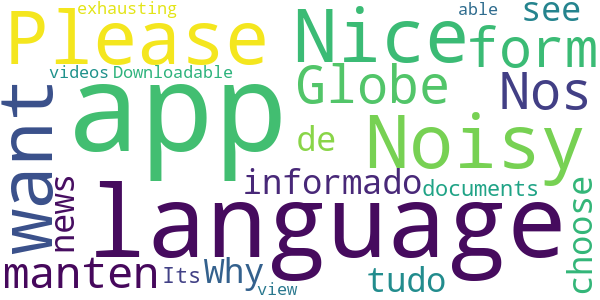 exhausting
able
see
Please
Nice
form
videos
Downloadable
Globe
Nos
want
app
de
Noisy
news
informado
documents
choose
language
manten
Its
Why
tudo
view